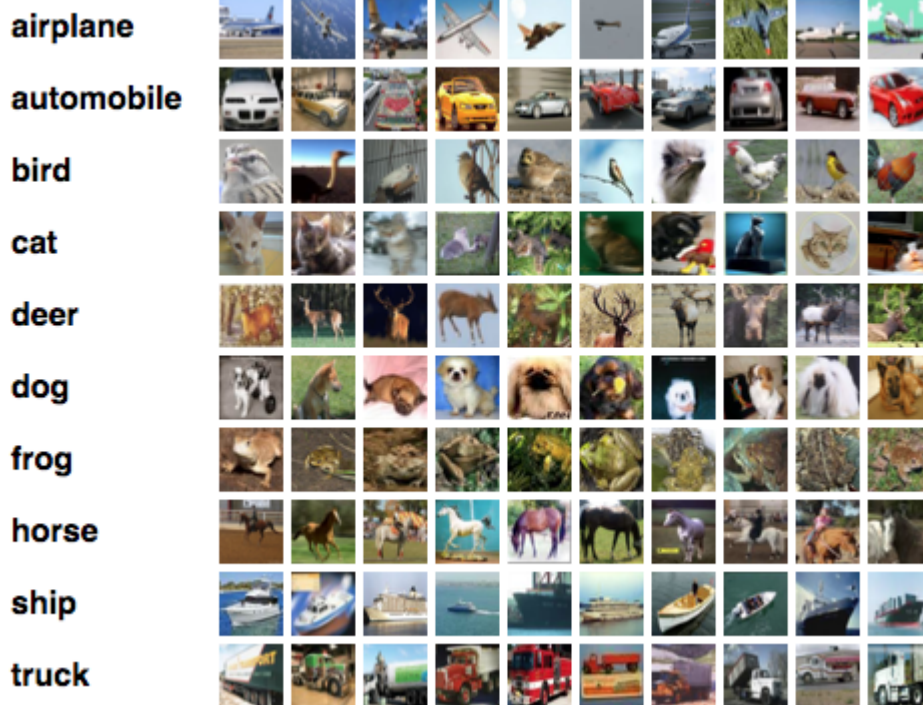 airplane
automobile
bird
cat
deer
dog
frog
horse
ship
truck